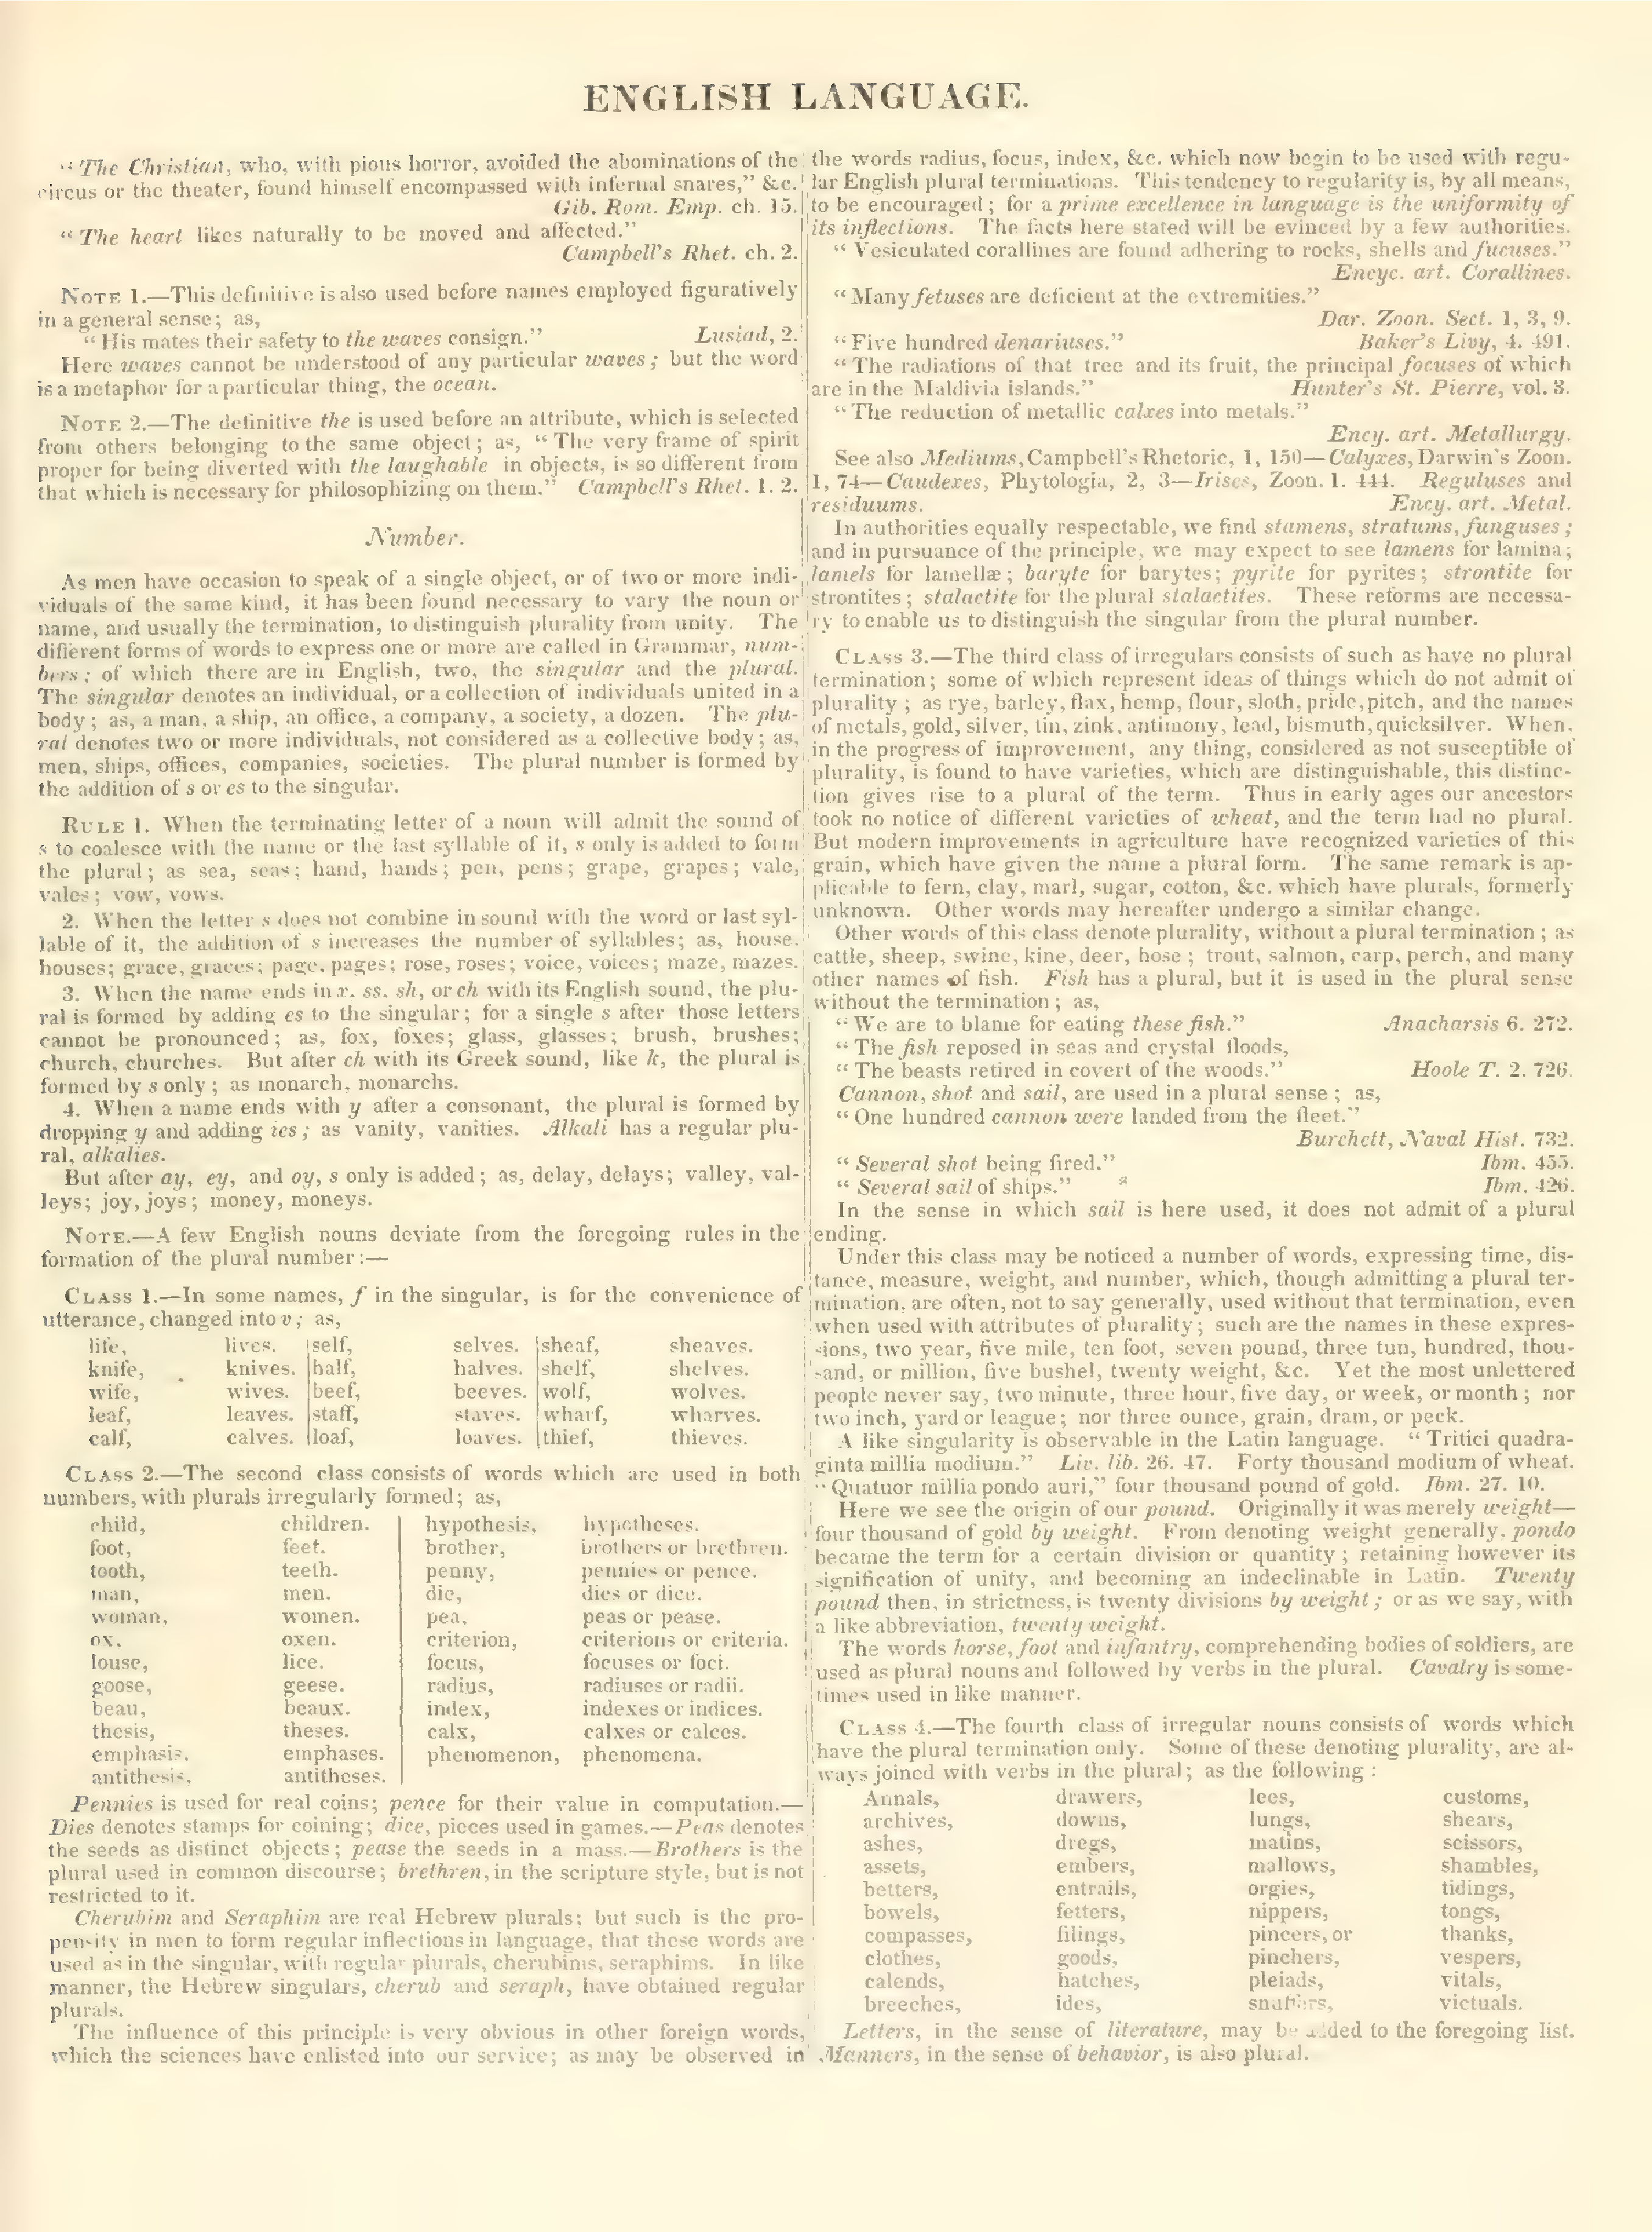 ENGLISH LANGUAGE.
“The Christian, who, with pious horror, avoided the abominations of the
circus or the theater, found himself encompassed with infernal snares,” &c.
Gib. Rom. Emp. ch. 15.
“The heart likes naturally to be moved and affected.”
Campbell's Rhet. ch. 2.
NOTE 1.—This definitive is also used before names employed figuratively
in a general sense; as,
“His mates their safety to the waves consign.” Lusiad, 2.
Here waves cannot be understood of any particular waves; but the word
is a metaphor for a particular thing, the ocean.
NOTE 2.—The definitive the is used before an attribute, which is selected
from others belonging to the same object; as, “The very frame of spirit
proper for being diverted with the laughable in objects, is so different from
that which is necessary for philosophizing on them.” Campbell's Rhet. 1. 2.
Number.
As men have occasion to speak of a single object, or of two or more indi-
viduals of the same kind, it has been found necessary to vary the noun or
name, and usually the termination, to distinguish plurality from unity. The
different forms of words to express one or more are called in Grammar, num-
bers; of which there are in English, two, the singular and the plural.
The singular denotes an individual, or a collection of individuals united in a
body; as, a man, a ship, an office, a company, a society, a dozen. The plu-
ral denotes two or more individuals, not considered as a collective body; as,
men, ships, offices, companies, societies. The plural number is formed by
the addition of s or es to the singular.
RULE 1. When the terminating letter of a noun will admit the sound of
s to coalesce with the name or the last syllable of it, s only is added to form
the plural; as sea, seas; hand, hands; pen, pens; grape, grapes; vale,
vales; vow, vows.
2. When the letter s does not combine in sound with the word or last syl-
lable of it, the addition of s increases the number of syllables; as, house,
houses; grace, graces; page, pages; rose, roses; voice, voices; maze, mazes.
3. When the name ends in x, ss, sh, or ch with its English sound, the plu-
ral is formed by adding es to the singular; for a single s after those letters
cannot be pronounced; as, fox, foxes; glass, glasses; brush, brushes;
church, churches. But after ch with its Greek sound, like k, the plural is
formed by s only; as monarch, monarchs.
4. When a name ends with y after a consonant, the plural is formed by
dropping y and adding ies; as vanity, vanities. Alkali has a regular plu-
ral, alkalies.
But after ay, ey, and oy, s only is added; as, delay, delays; valley, val-
leys; joy, joys; money, moneys.
NOTE.—A few English nouns deviate from the foregoing rules in the
formation of the plural number:—
CLASS 1.—In some names, f in the singular, is for the convenience of
utterance, changed into v; as,
life, lives. self, selves. sheaf, sheaves.
knife, knives. half, halves. shelf, shelves.
wife, wives. beef, beeves. wolf, wolves.
leaf, leaves. staff, staves. wharf, wharves.
calf, calves. loaf, loaves. thief, thieves.
CLASS 2.—The second class consists of words which are used in both
numbers, with plurals irregularly formed; as,
child, children. hypothesis, hypotheses.
foot, feet. brother, brothers or brethren.
tooth, teeth. penny, pennies or pence.
man, men. die, dies or dice.
woman, women. pea, peas or pease.
ox, oxen. criterion, criterions or criteria.
louse, lice. focus, focuses or foci.
goose, geese. radius, radiuses or radii.
beau, beaux. index, indexes or indices.
thesis, theses. calx, calxes or calces.
emphasis, emphases. phenomenon, phenomena.
antithesis, antitheses.
Pennies is used for real coins; pence for their value in computation.—
Dies denotes stamps for coining; dice, pieces used in games.—Peas denotes
the seeds as distinct objects; pease the seeds in a mass.—Brothers is the
plural used in common discourse; brethren, in the scripture style, but is not
restricted to it.
Cherubim and Seraphim are real Hebrew plurals; but such is the pro-
pensity in men to form regular inflections in language, that these words are
used as in the singular, with regular plurals, cherubims, seraphims. In like
manner, the Hebrew singulars, cherub and seraph, have obtained regular
plurals.
The influence of this principle is very obvious in other foreign words,
which the sciences have enlisted into our service; as may be observed in
the words radius, focus, index, &c. which now begin to be used with regu-
lar English plural terminations. This tendency to regularity is, by all means,
to be encouraged; for a prime excellence in language is the uniformity of
its inflections. The facts here stated will be evinced by a few authorities.
“Vesiculated corallines are found adhering to rocks, shells and fucuses.”
Encyc. art. Corallines.
“Many fetuses are deficient at the extremities.”
Dar. Zoon. Sect. 1, 3, 9.
“Five hundred denariuses.” Baker's Livy, 4. 491.
“The radiations of that tree and its fruit, the principal focuses of which
are in the Maldivia islands.” Hunter's St. Pierre, vol. 3.
“The reduction of metallic calxes into metals.”
Ency. art. Metallurgy.
See also Mediums, Campbell's Rhetoric, 1, 150—Calyxes, Darwin's Zoon.
1, 74—Caudexes, Phytologia, 2, 3—Irises, Zoon. 1. 444. Reguluses and
residuums. Ency. art. Metal.
In authorities equally respectable, we find stamens, stratums, funguses;
and in pursuance of the principle, we may expect to see lamens for lamina;
lamels for lamellæ; baryte for barytes; pyrite for pyrites; strontite for
strontites; stalactite for the plural stalactites. These reforms are necessa-
ry to enable us to distinguish the singular from the plural number.
CLASS 3.—The third class of irregulars consists of such as have no plural
termination; some of which represent ideas of things which do not admit of
plurality; as rye, barley, flax, hemp, flour, sloth, pride, pitch, and the names
of metals, gold, silver, tin, zink, antimony, lead, bismuth, quicksilver. When,
in the progress of improvement, any thing, considered as not susceptible of
plurality, is found to have varieties, which are distinguishable, this distinc-
tion gives rise to a plural of the term. Thus in early ages our ancestors
took no notice of different varieties of wheat, and the term had no plural.
But modern improvements in agriculture have recognized varieties of this
grain, which have given the name a plural form. The same remark is ap-
plicable to fern, clay, marl, sugar, cotton, &c. which have plurals, formerly
unknown. Other words may hereafter undergo a similar change.
Other words of this class denote plurality, without a plural termination; as
cattle, sheep, swine, kine, deer, hose; trout, salmon, carp, perch, and many
other names of fish. Fish has a plural, but it is used in the plural sense
without the termination; as,
“We are to blame for eating these fish.” Anacharsis 6. 272.
“The fish reposed in seas and crystal floods,
“The beasts retired in covert of the woods.” Hoole T. 2. 726.
Cannon, shot and sail, are used in a plural sense; as,
“One hundred cannon were landed from the fleet.”
Burchett, Naval Hist. 732.
“Several shot being fired.” Ibm. 455.
“Several sail of ships.” Ibm. 426.
In the sense in which sail is here used, it does not admit of a plural
ending.
Under this class may be noticed a number of words, expressing time, dis-
tance, measure, weight, and number, which, though admitting a plural ter-
mination, are often, not to say generally, used without that termination, even
when used with attributes of plurality; such are the names in these expres-
sions, two year, five mile, ten foot, seven pound, three tun, hundred, thou-
sand, or million, five bushel, twenty weight, &c. Yet the most unlettered
people never say, two minute, three hour, five day, or week, or month; nor
two inch, yard or league; nor three ounce, grain, dram, or peck.
A like singularity is observable in the Latin language. “Tritici quadra-
ginta millia modium.” Liv. lib. 26. 47. Forty thousand modium of wheat.
“Quatuor millia pondo auri,” four thousand pound of gold. Ibm. 27. 10.
Here we see the origin of our pound. Originally it was merely weight—
four thousand of gold by weight. From denoting weight generally, pondo
became the term for a certain division or quantity; retaining however its
signification of unity, and becoming an indeclinable in Latin. Twenty
pound then, in strictness, is twenty divisions by weight; or as we say, with
a like abbreviation, twenty weight.
The words horse, foot and infantry, comprehending bodies of soldiers, are
used as plural nouns and followed by verbs in the plural. Cavalry is some-
times used in like manner.
CLASS 4.—The fourth class of irregular nouns consists of words which
have the plural termination only. Some of these denoting plurality, are al-
ways joined with verbs in the plural; as the following:
Annals, drawers, lees, customs,
archives, downs, lungs, shears,
ashes, dregs, matins, scissors,
assets, embers, mallows, shambles,
betters, entrails, orgies, tidings,
bowels, fetters, nippers, tongs,
compasses, filings, pincers, or thanks,
clothes, goods, pinchers, vespers,
calends, hatches, pleiads, vitals,
breeches, ides, snuffers, victuals.
Letters, in the sense of literature, may be added to the foregoing list.
Manners, in the sense of behavior, is also plural.